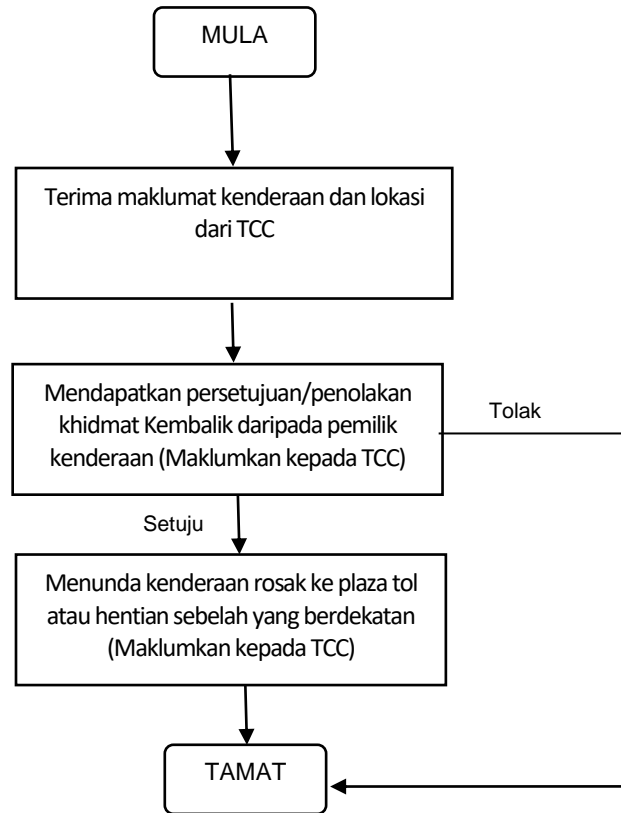 MULA
Terima maklumat kenderaan dan lokasi
dari TCC
Mendapatkan persetujuan/penolakan
khidmat Kembalik daripada pemilik
kenderaan (Maklumkan kepada TCC)
Tolak
Setuju
Menunda kenderaan rosak ke plaza tol
atau hentian sebelah yang berdekatan
(Maklumkan kepada TCC)
TAMAT